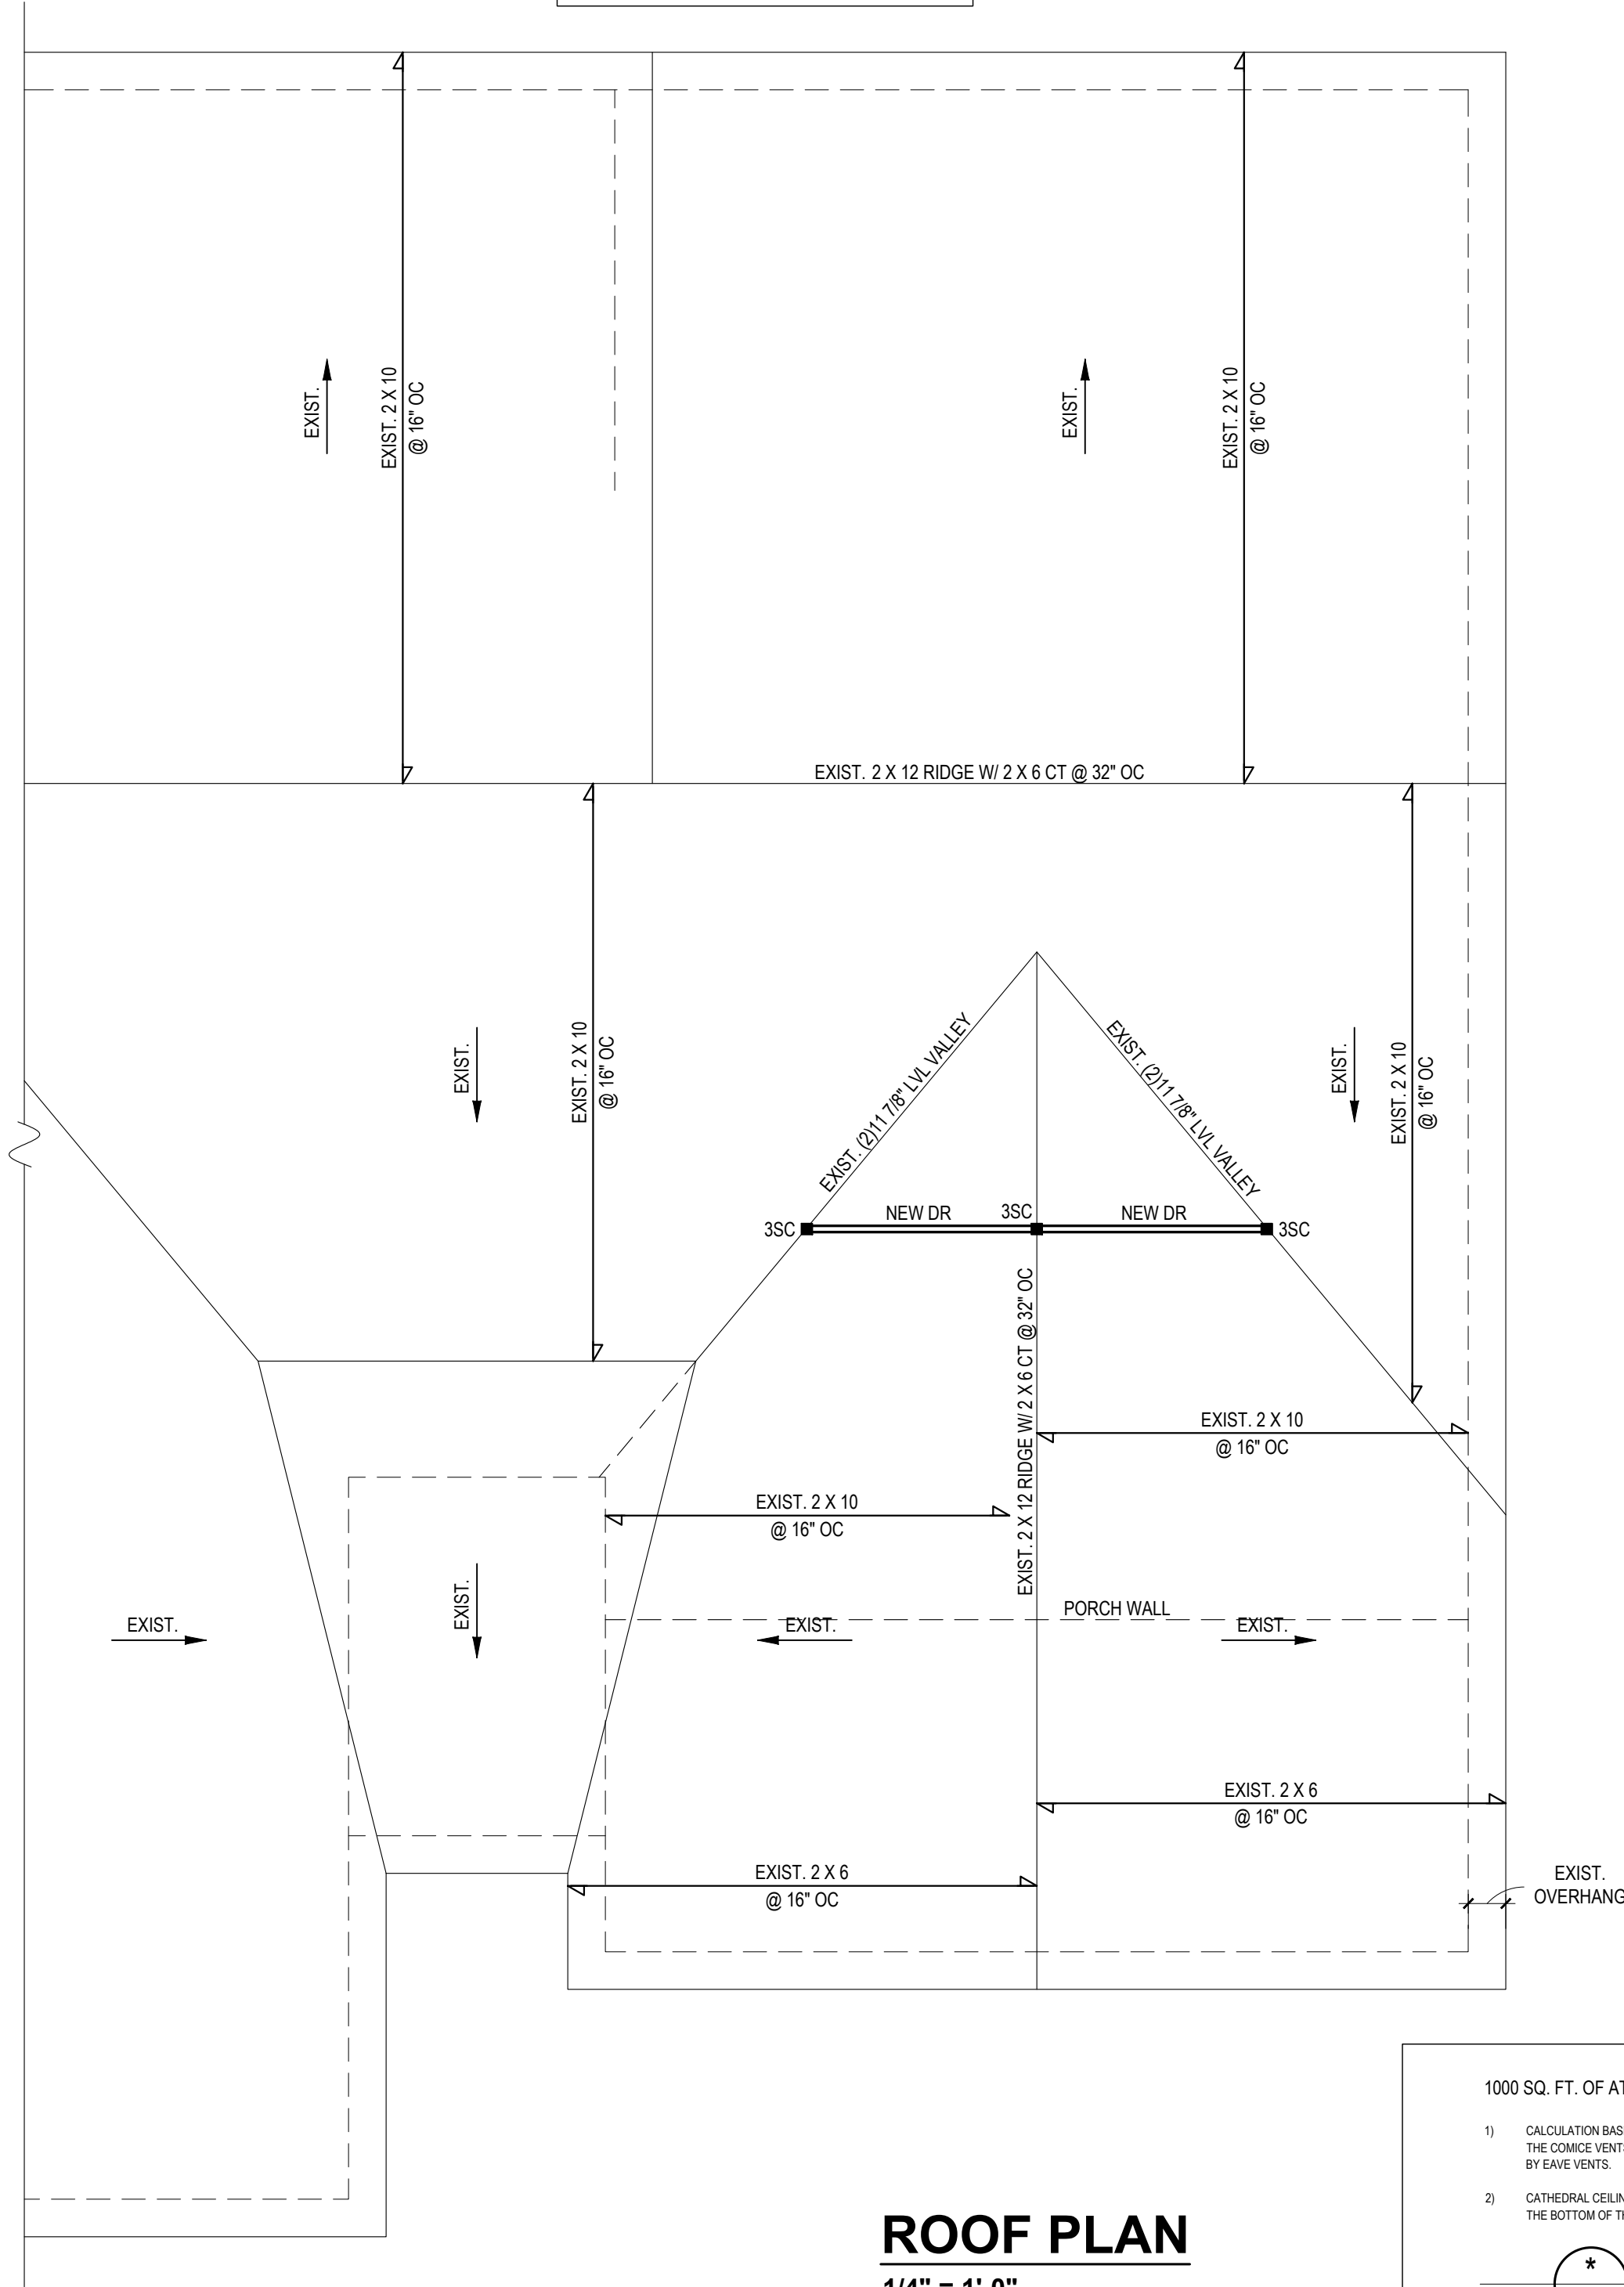 EXIST.
EXIST. 2 X 10
@ 16" OC
EXIST.
EXIST. 2 X 10
@ 16" OC
EXIST. 2 X 12 RIDGE W/ 2 X 6 CT @ 32" OC
EXIST.
EXIST. 2 X 10
@ 16" OC
EXIST. (2)11 7/8" LVL VALLEY
EXIST. (2)11 7/8" LVL VALLEY
EXIST.
EXIST. 2 X 10
@ 16" OC
3SC
NEW DR
3SC
NEW DR
3SC
EXIST. 2 X 12 RIDGE W/ 2 X 6 CT @ 32" OC
EXIST. 2 X 10
@ 16" OC
EXIST. 2 X 10
@ 16" OC
EXIST.
EXIST.
PORCH WALL
EXIST.
EXIST.
EXIST. 2 X 6
@ 16" OC
EXIST. 2 X 6
@ 16" OC
EXIST.
OVERHANG
1000 SQ. FT. OF AT
1) CALCULATION BAS
THE COMICE VENT
BY EAVE VENTS.
2) CATHEDRAL CEILIN
THE BOTTOM OF TH
*
ROOF PLAN
1/4" = 1'-0"